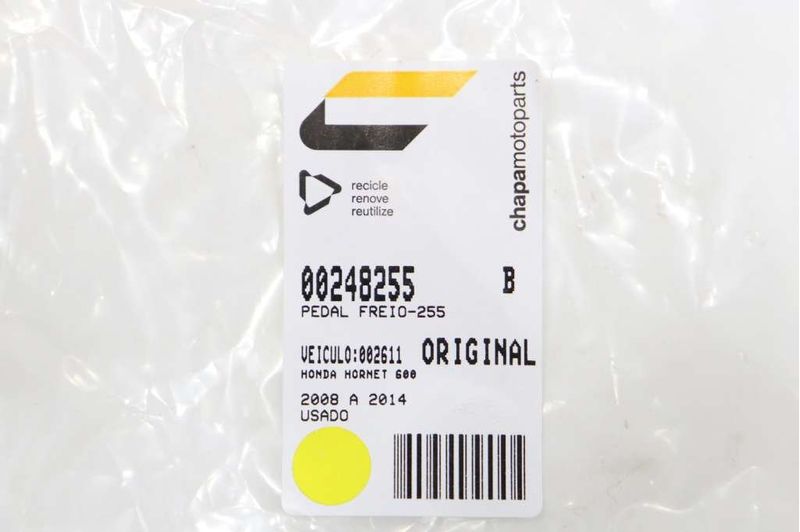 chapamotoparts
recicle
renove
reutilize
00248255 B
PEDAL FREIO-255
VEICULO:002611 ORIGINAL
HONDA HORNET 600
2008 A 2014
USADO